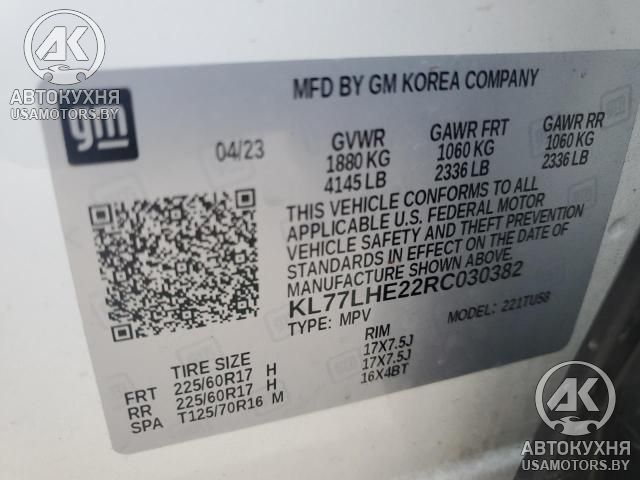 AK
АВТОКУХНЯ
USAMOTORS.BY
gm
MFD BY GM KOREA COMPANY
04/23
GVWR
1880 KG
4145 LB
GAWR FRT
1060 KG
2336 LB
GAWR RR
1060 KG
2336 LB
THIS VEHICLE CONFORMS TO ALL
APPLICABLE U.S. FEDERAL MOTOR
VEHICLE SAFETY AND THEFT PREVENTION
STANDARDS IN EFFECT ON THE DATE OF
MANUFACTURE SHOWN ABOVE.
KL77LHE22RC030382
TYPE: MPV
MODEL: 221TU58
TIRE SIZE
RIM
FRT 225/60R17 H 17X7.5J
RR 225/60R17 H 17X7.5J
SPA T125/70R16 M 16X4BT
AK
АВТОКУХНЯ
USAMOTORS.BY